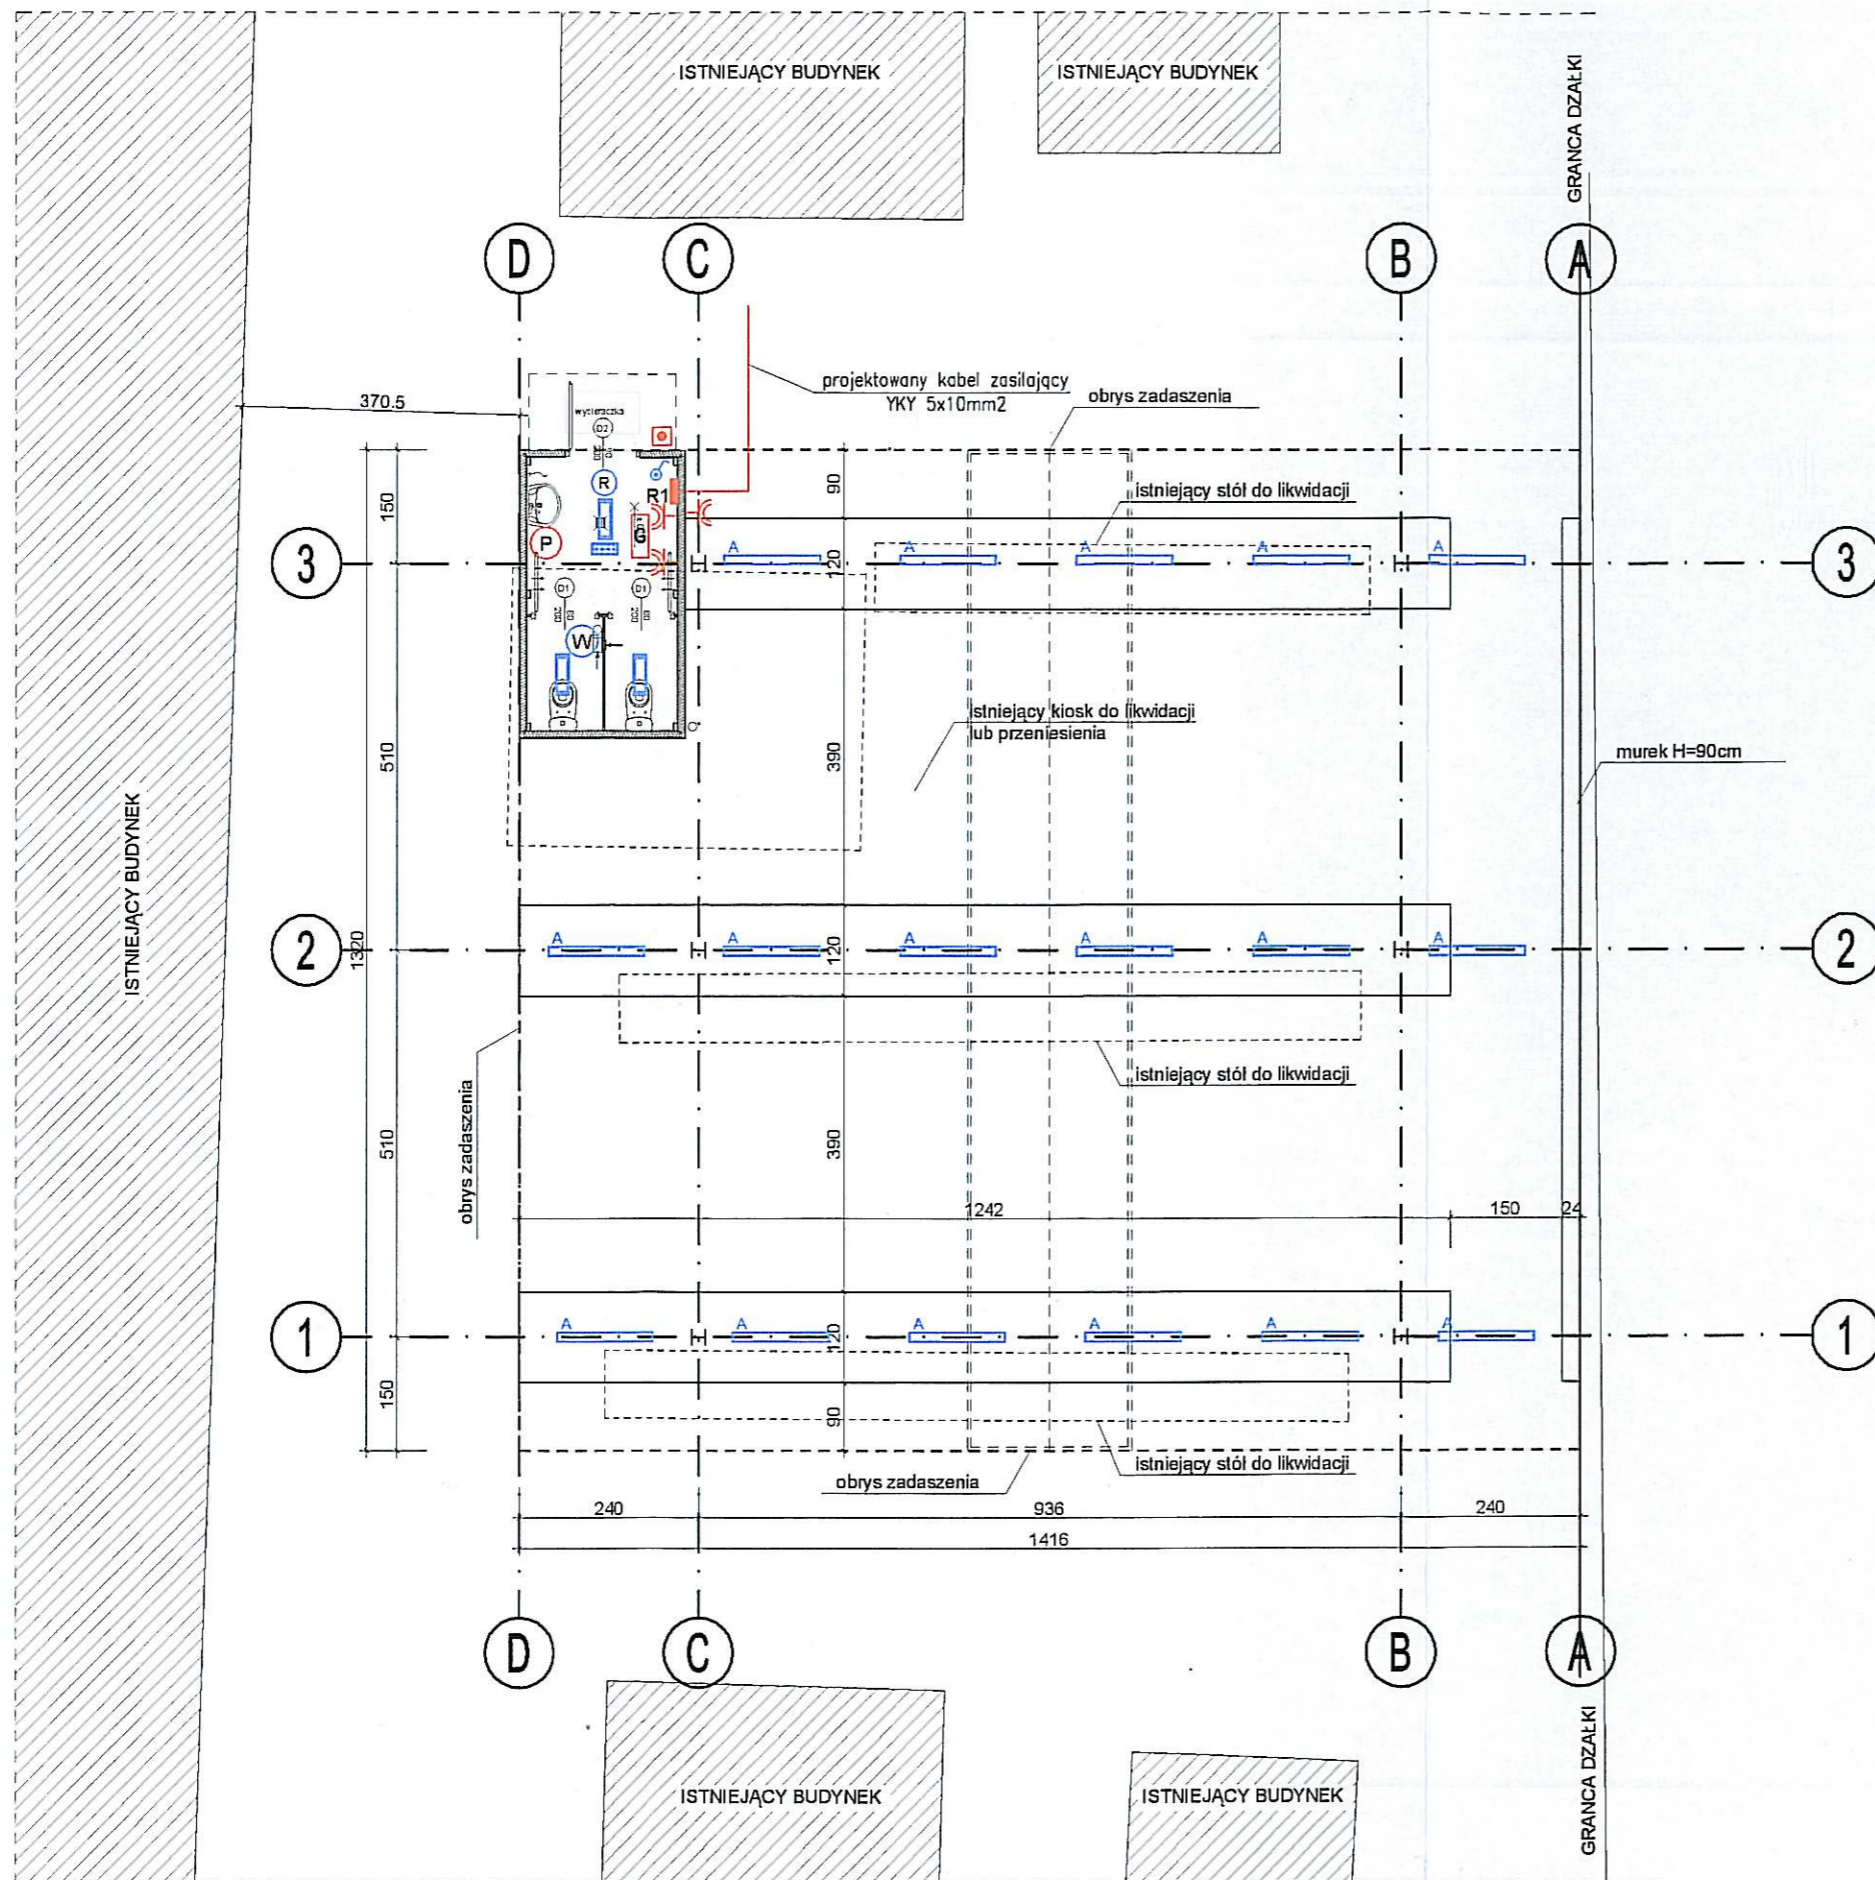 ISTNIEJĄCY BUDYNEK
ISTNIEJĄCY BUDYNEK
GRANCA DZAŁKI
D
C
B
A
projektowany kabel zasilający
YKY 5x10mm2
obrys zadaszenia
370.5
wycieraczka
D2
R
R1
P
G
90
150
istniejący stół do likwidacji
3
A
A
A
A
A
120
3
D1
D1
W
istniejący kiosk do likwidacji
lub przeniesienia
510
390
murek H=90cm
ISTNIEJĄCY BUDYNEK
2
1320
A
A
A
A
A
A
120
2
istniejący stół do likwidacji
obrys zadaszenia
510
390
1242
150
24
1
A
A
A
A
A
A
120
1
150
90
istniejący stół do likwidacji
obrys zadaszenia
240
936
240
1416
D
C
B
A
ISTNIEJĄCY BUDYNEK
ISTNIEJĄCY BUDYNEK
GRANCA DZAŁKI